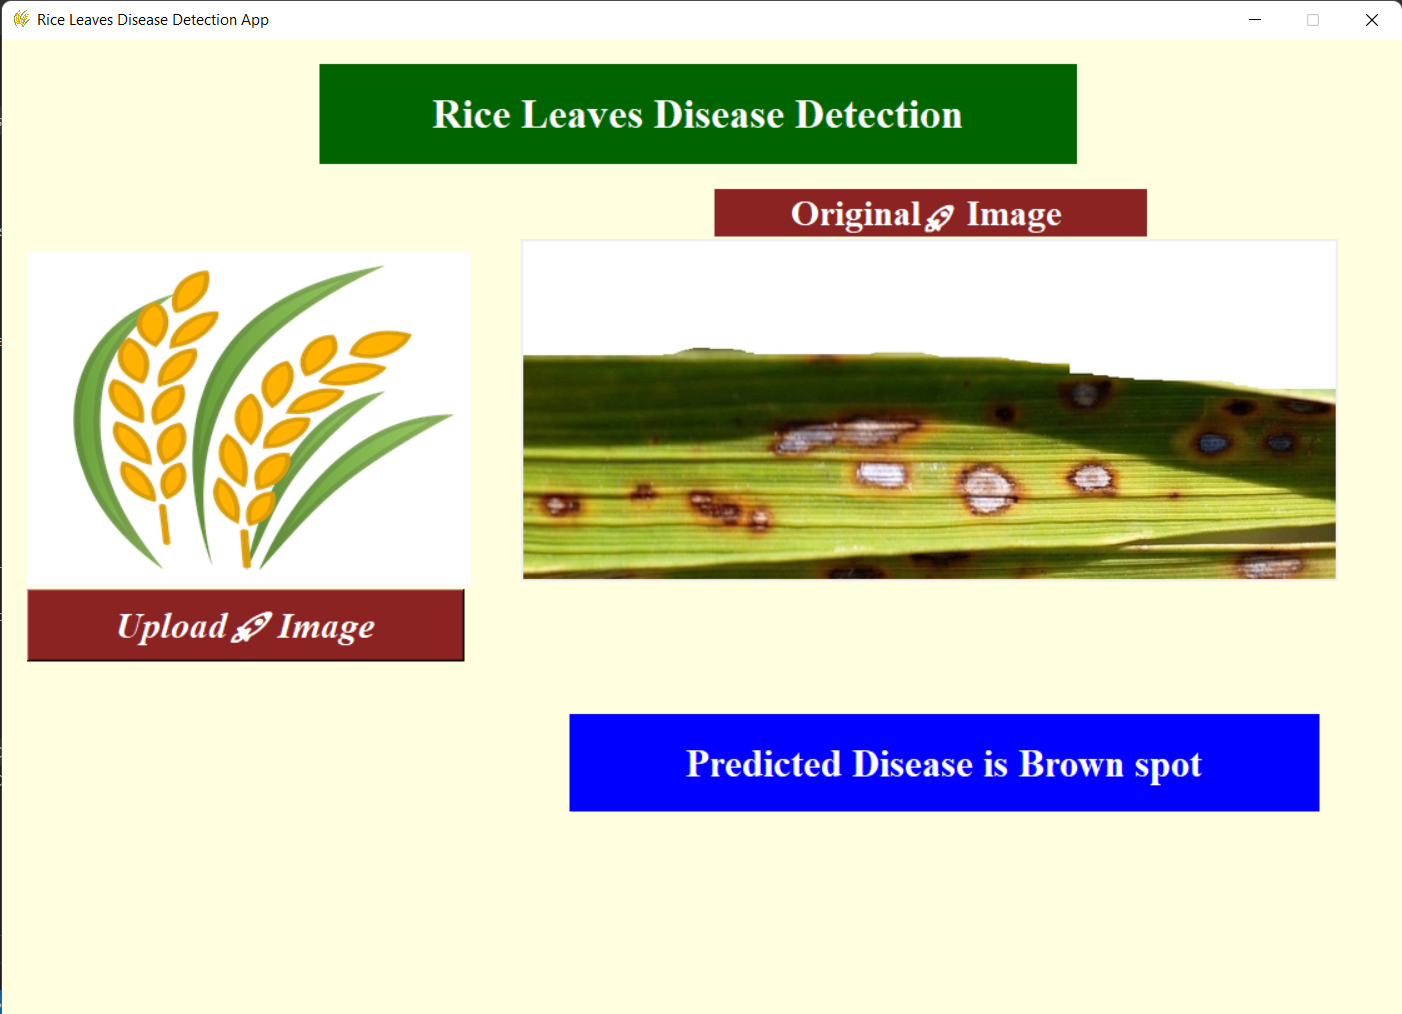 Rice Leaves Disease Detection App
Rice Leaves Disease Detection
Original🚀 Image
Upload🚀 Image
Predicted Disease is Brown spot